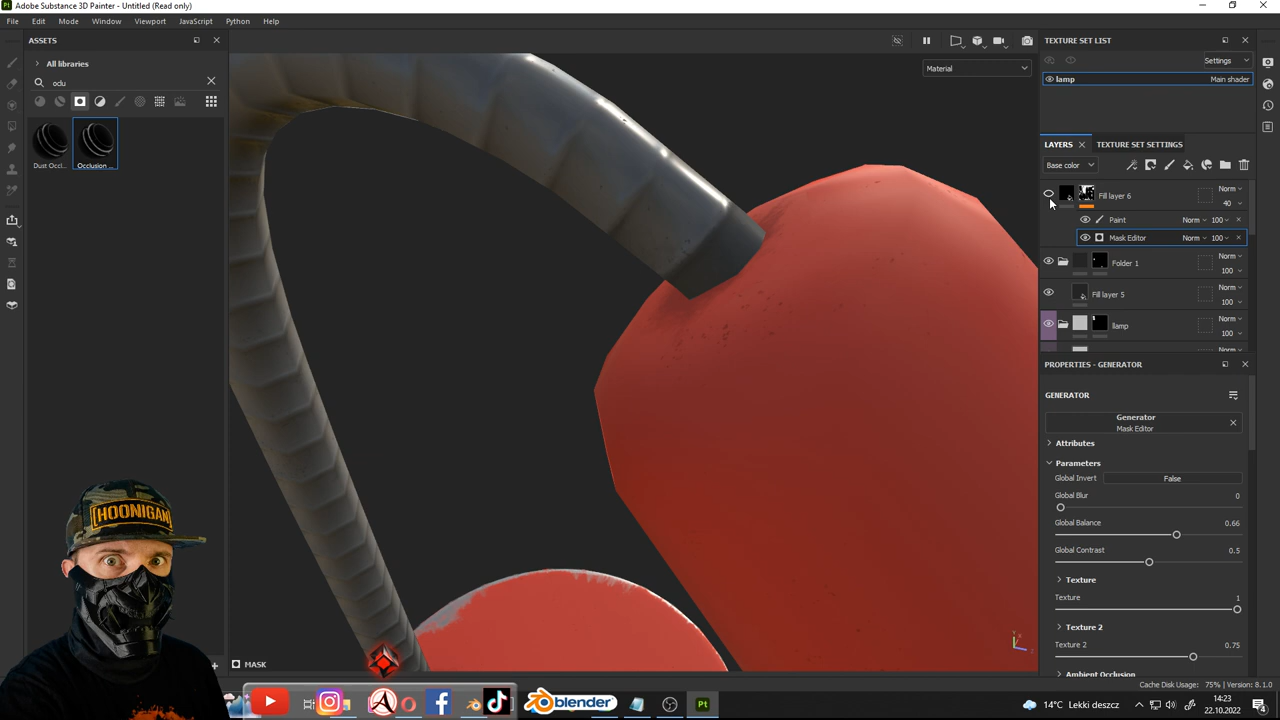 Adobe Substance 3D Painter - Untitled (Read only)
File Edit Mode Window Viewport JavaScript Python Help
ASSETS
All libraries
odu
Dust Occl...
Occlusion ...
Material
MASK
TEXTURE SET LIST
Settings
lamp Main shader
LAYERS TEXTURE SET SETTINGS
Base color
Fill layer 6 Norm 40
Paint Norm 100
Mask Editor Norm 100
Folder 1 Norm 100
Fill layer 5 Norm 100
llamp Norm 100
Norm
PROPERTIES - GENERATOR
GENERATOR
Generator
Mask Editor
Attributes
Parameters
Global Invert False
Global Blur 0
Global Balance 0.66
Global Contrast 0.5
Texture
Texture 1
Texture 2
Texture 2 0.75
Ambient Occlusion
Cache Disk Usage: 75% | Version: 8.1.0
HOONIGAN
blender
Pt
14°C Lekki deszcz
14:23
22.10.2022